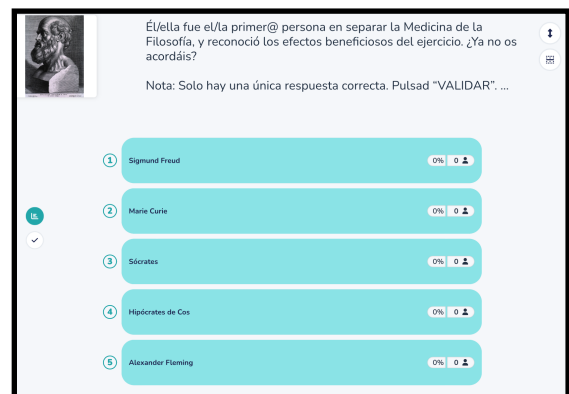 Él/ella fue el/la primer@ persona en separar la Medicina de la
Filosofía, y reconoció los efectos beneficiosos del ejercicio. ¿Ya no os
acordáis?
Nota: Solo hay una única respuesta correcta. Pulsad “VALIDAR”. ...
1 Sigmund Freud 0% 0
2 Marie Curie 0% 0
3 Sócrates 0% 0
4 Hipócrates de Cos 0% 0
5 Alexander Fleming 0% 0